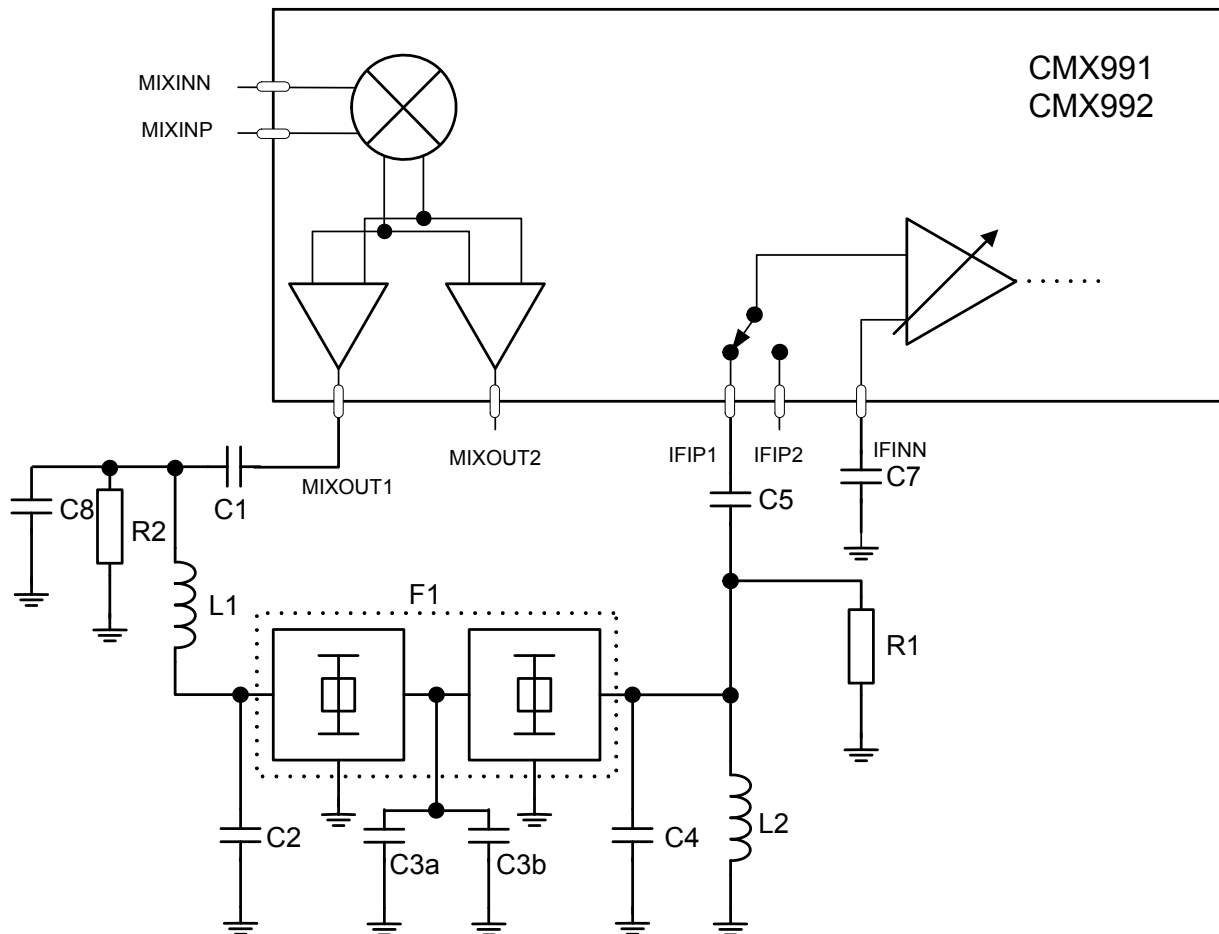 CMX991
CMX992
MIXINN
MIXINP
MIXOUT1
MIXOUT2
IFIP1
IFIP2
IFINN
C7
C8
R2
C1
C5
L1
F1
R1
C2
C3a
C3b
C4
L2